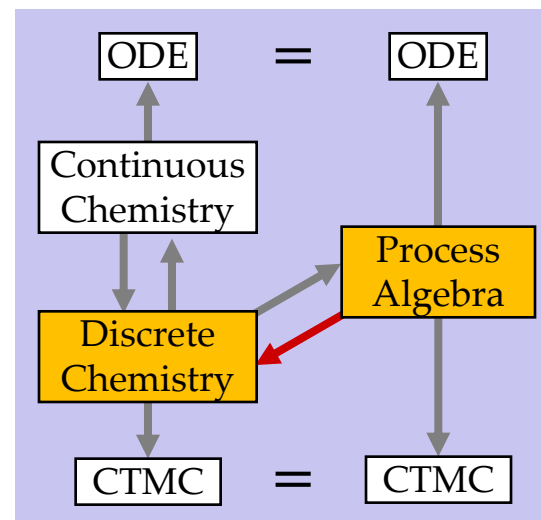 ODE = ODE
Continuous
Chemistry
Process
Algebra
Discrete
Chemistry
CTMC = CTMC